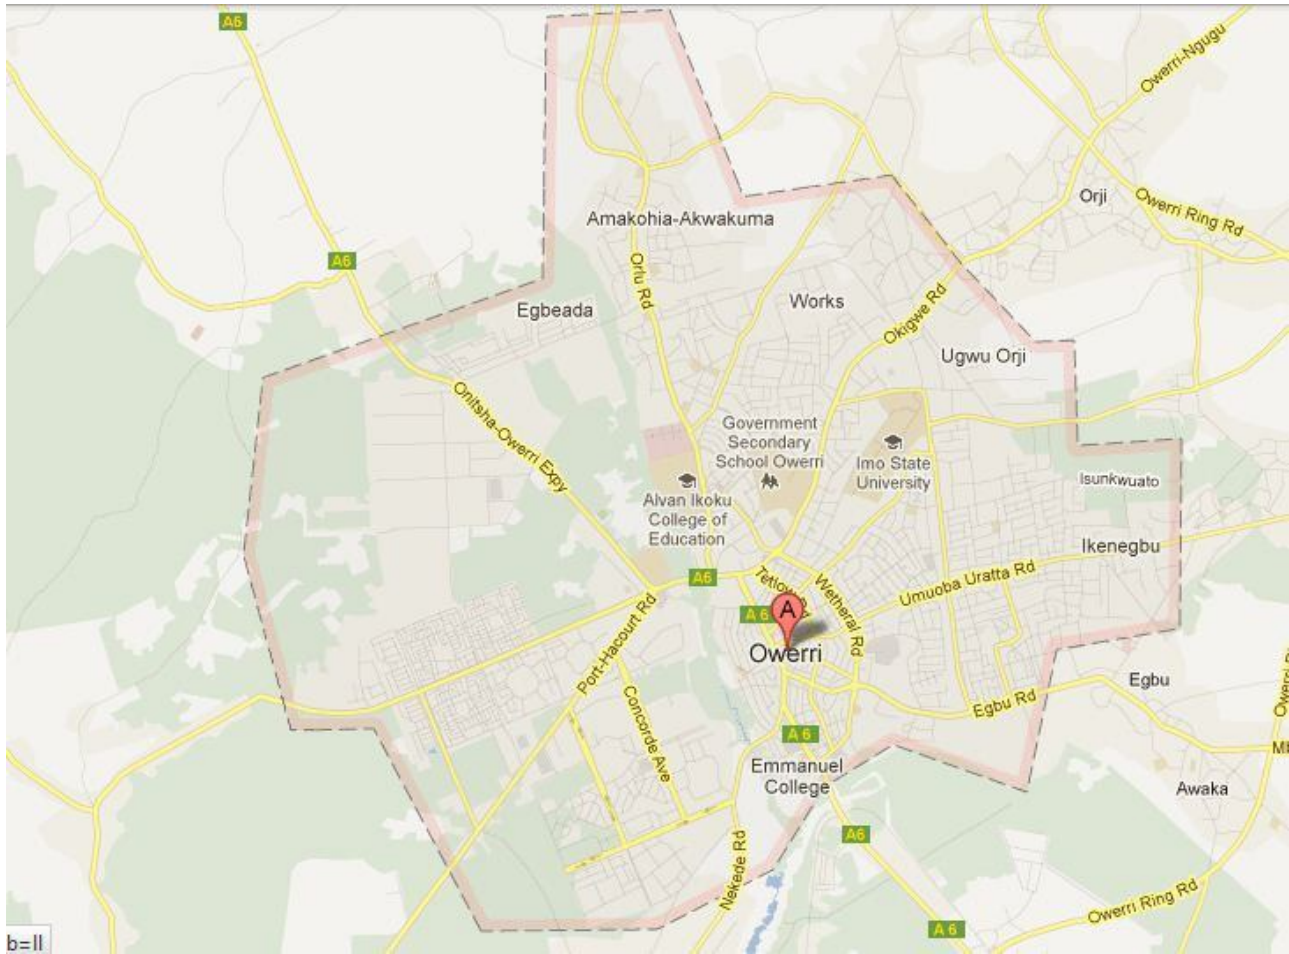 A6
Owerri-Ngugu
Orji
Owerri Ring Rd
Amakohia-Akwakuma
A6
Orlu Rd
Egbeada
Works
Okigwe Rd
Ugwu Orji
Onitsha-Owerri Expy
Government
Secondary
School Owerri
Imo State
University
Alvan Ikoku
College of
Education
Isunkwuato
Ikenegbu
A6
Umuoba Uratta Rd
Wetheral Rd
A 6
A
Port-Hacourt Rd
Owerri
Concorde Ave
Egbu
Egbu Rd
A 6
Emmanuel
College
Awaka
A6
Nekede Rd
Owerri Ring Rd
A 6
b=II